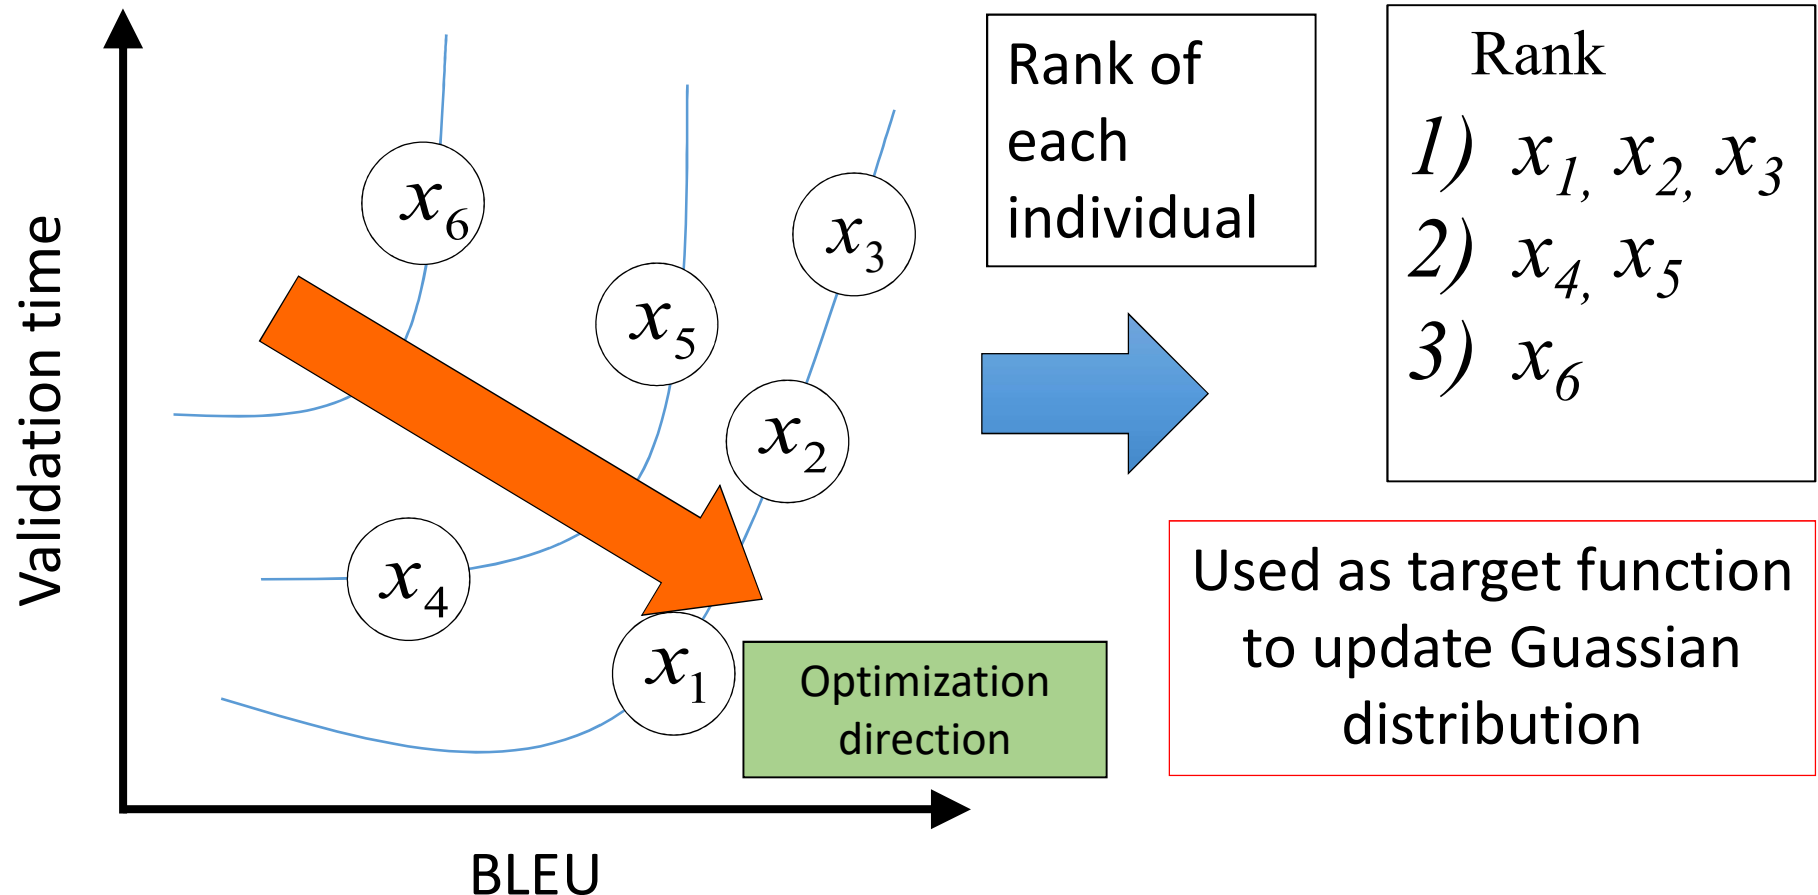 Validation time
x6
x5
x3
x2
x4
x1
Optimization
direction
BLEU
Rank of
each
individual
Rank
1) x1, x2, x3
2) x4, x5
3) x6
Used as target function
to update Guassian
distribution